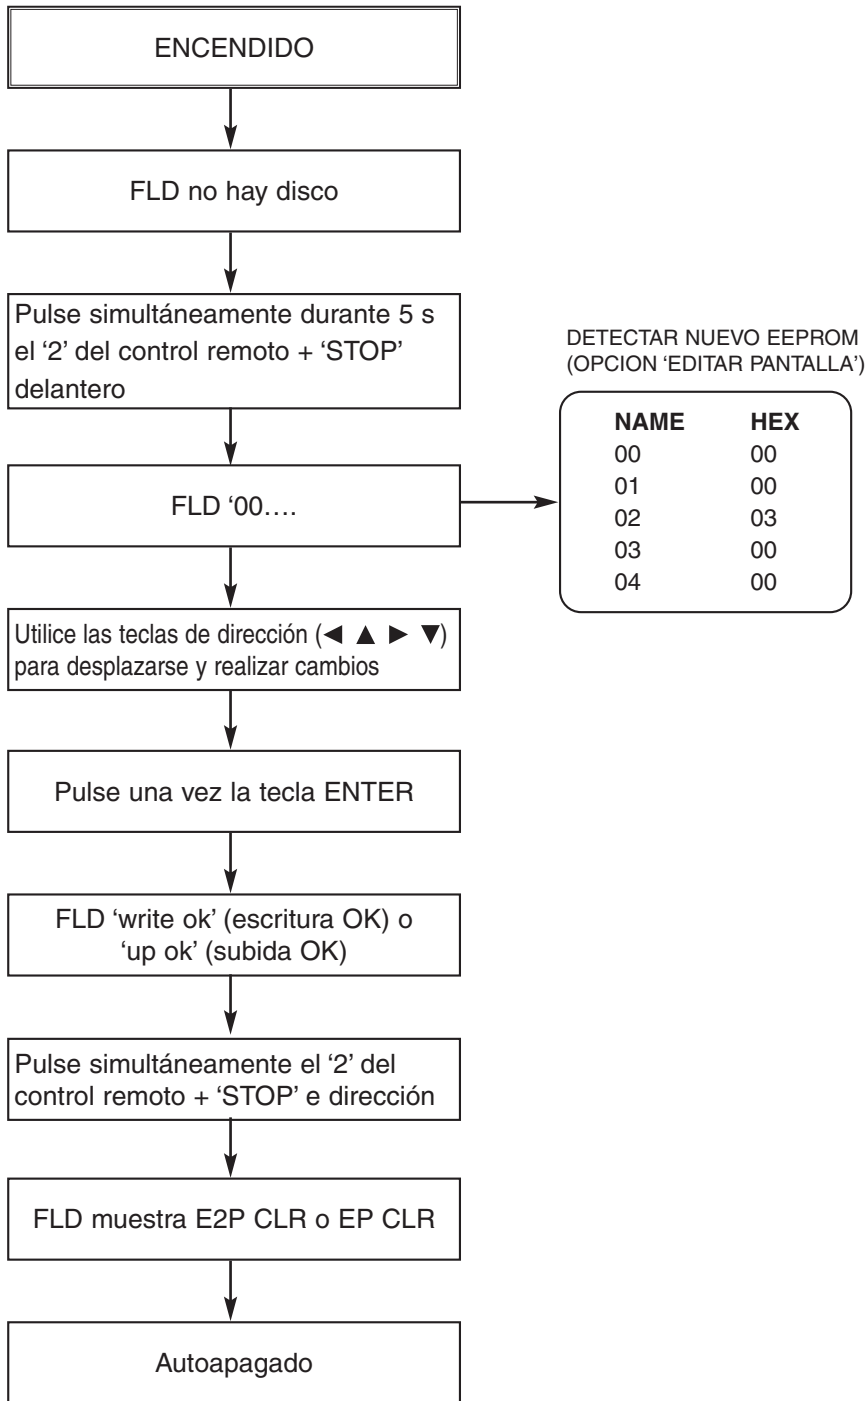 ENCENDIDO
FLD no hay disco
Pulse simultáneamente durante 5 s
el ‘2’ del control remoto + ‘STOP’
delantero
DETECTAR NUEVO EEPROM
(OPCION ‘EDITAR PANTALLA’)
NAME HEX
00 00
01 00
02 03
03 00
04 00
FLD ‘00....
Utilice las teclas de dirección (◀ ▲ ▶ ▼)
para desplazarse y realizar cambios
Pulse una vez la tecla ENTER
FLD ‘write ok’ (escritura OK) o
‘up ok’ (subida OK)
Pulse simultáneamente el ‘2’ del
control remoto + ‘STOP’ e dirección
FLD muestra E2P CLR o EP CLR
Autoapagado